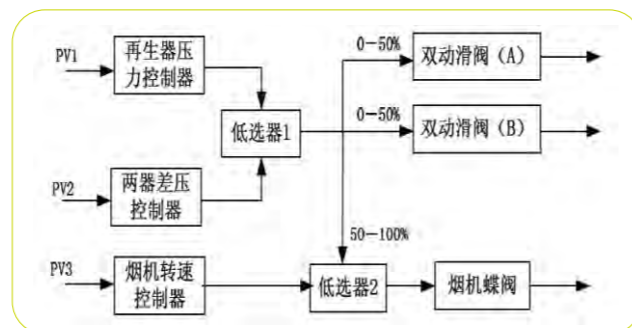 PV1
再生器压
力控制器
0—50%
双动滑阀（A）
低选器1
0—50%
双动滑阀（B）
PV2
两器差压
控制器
50—100%
PV3
烟机转速
控制器
低选器2
烟机蝶阀